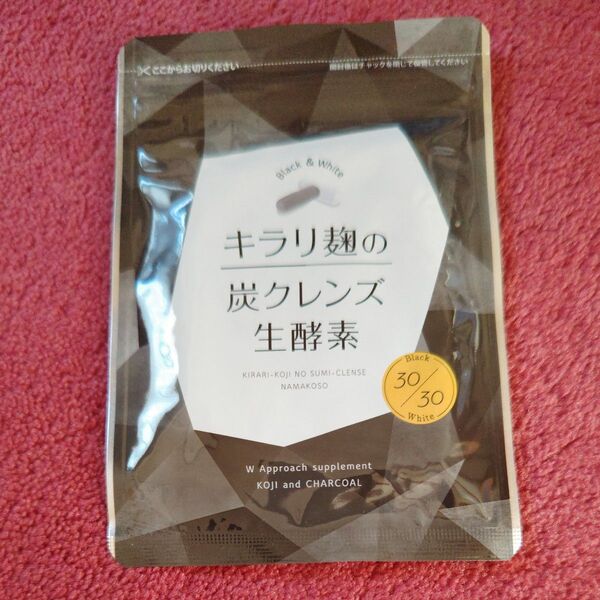 ここからお切りください
開封後はチャックを閉じて保管してください
Black & White
キラリ麹の
炭クレンズ
生酵素
KIRARI-KOJI NO SUMI-CLENSE
NAMAKOSO
Black
30/30
White
W Approach supplement
KOJI and CHARCOAL